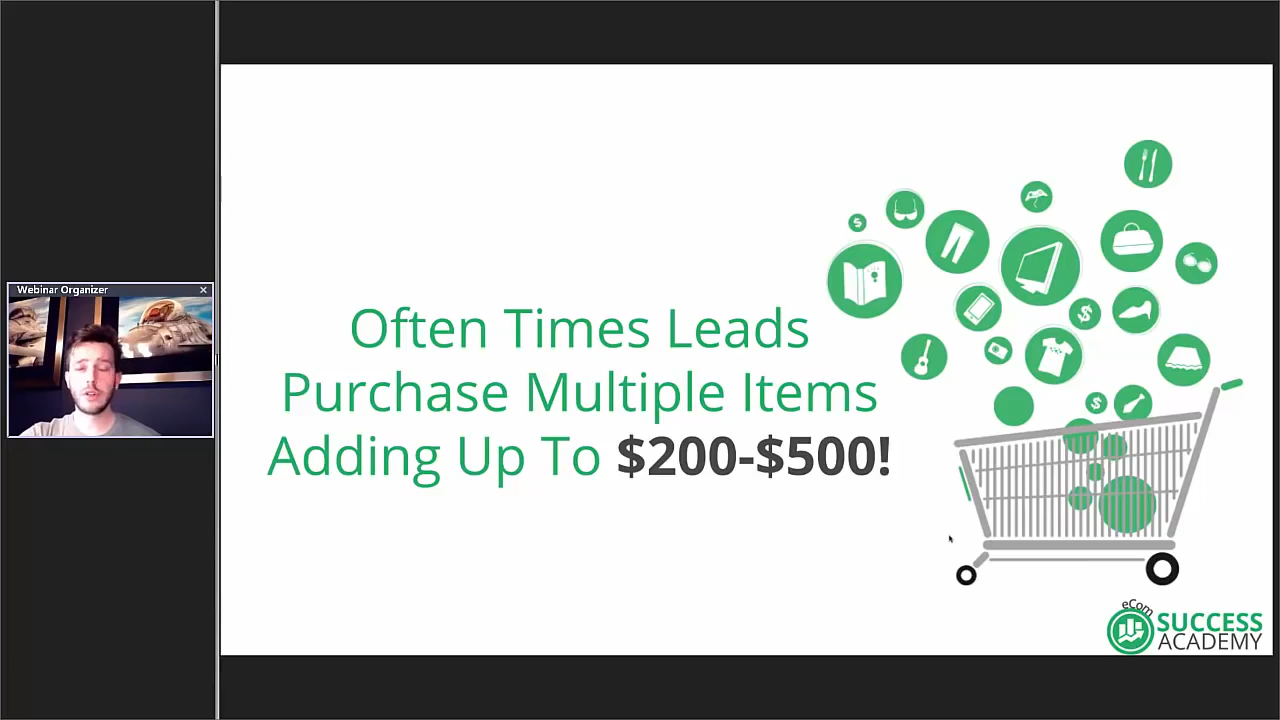 Webinar Organizer
Often Times Leads
Purchase Multiple Items
Adding Up To $200-$500!
$
$
$
eCom
SUCCESS
ACADEMY